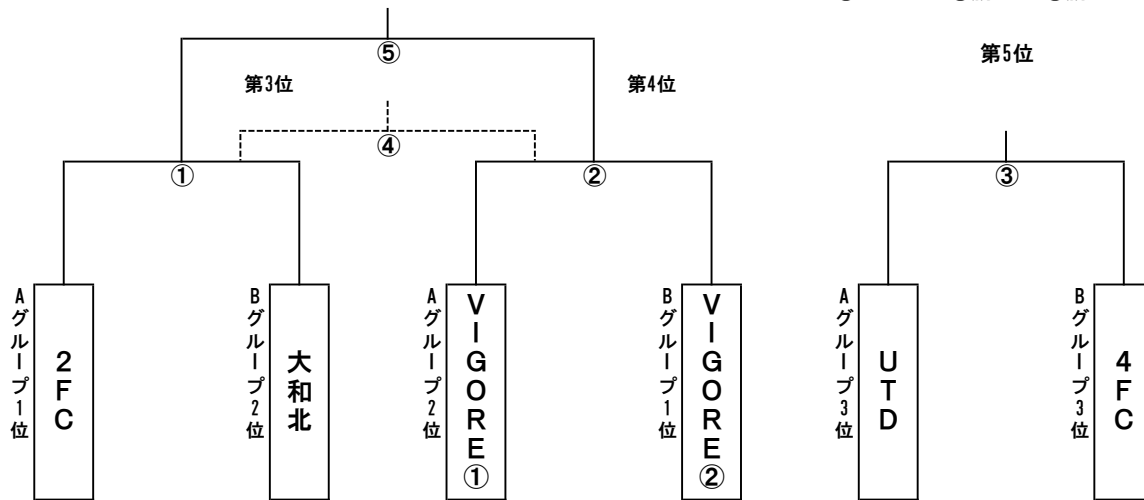 ⑤
第5位
第3位
第4位
④
①
②
③
Aグループ1位
2FC
Bグループ2位
大和北
Aグループ2位
VIGORE①
Bグループ1位
VIGORE②
Aグループ3位
UTD
Bグループ3位
4FC